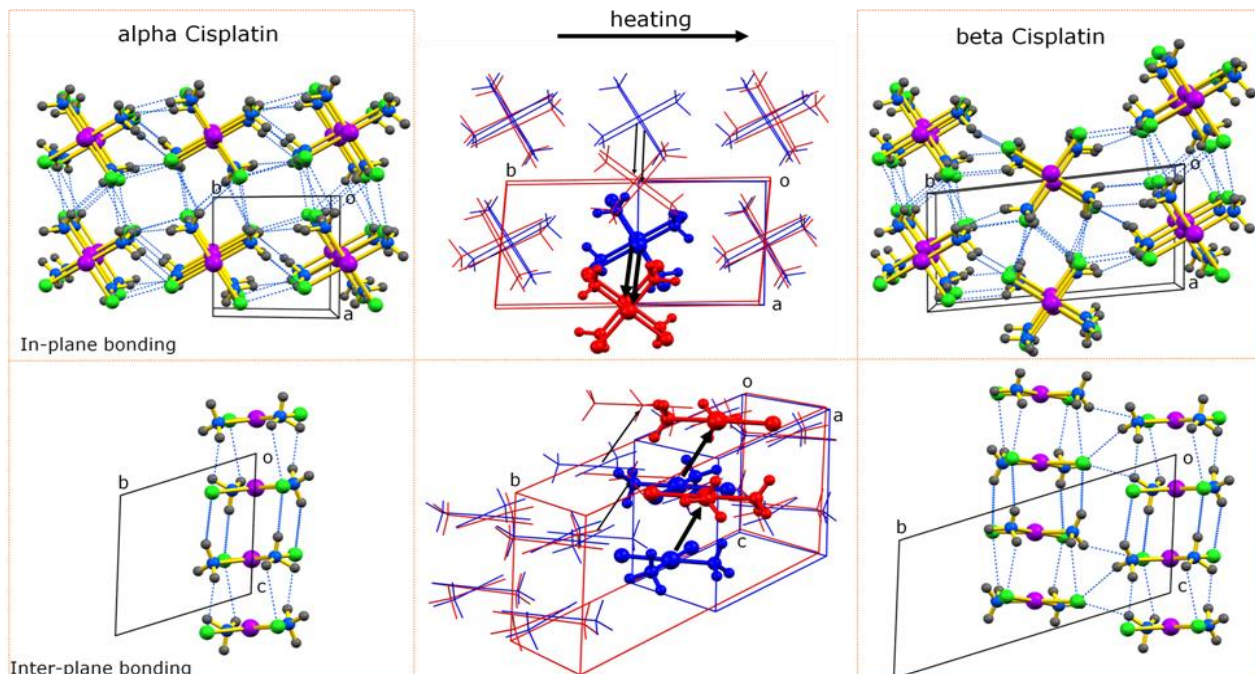 alpha Cisplatin
heating
beta Cisplatin
b
o
a
In-plane bonding
b
o
a
b
o
a
b
o
c
Inter-plane bonding
o
a
b
c
o
b
c